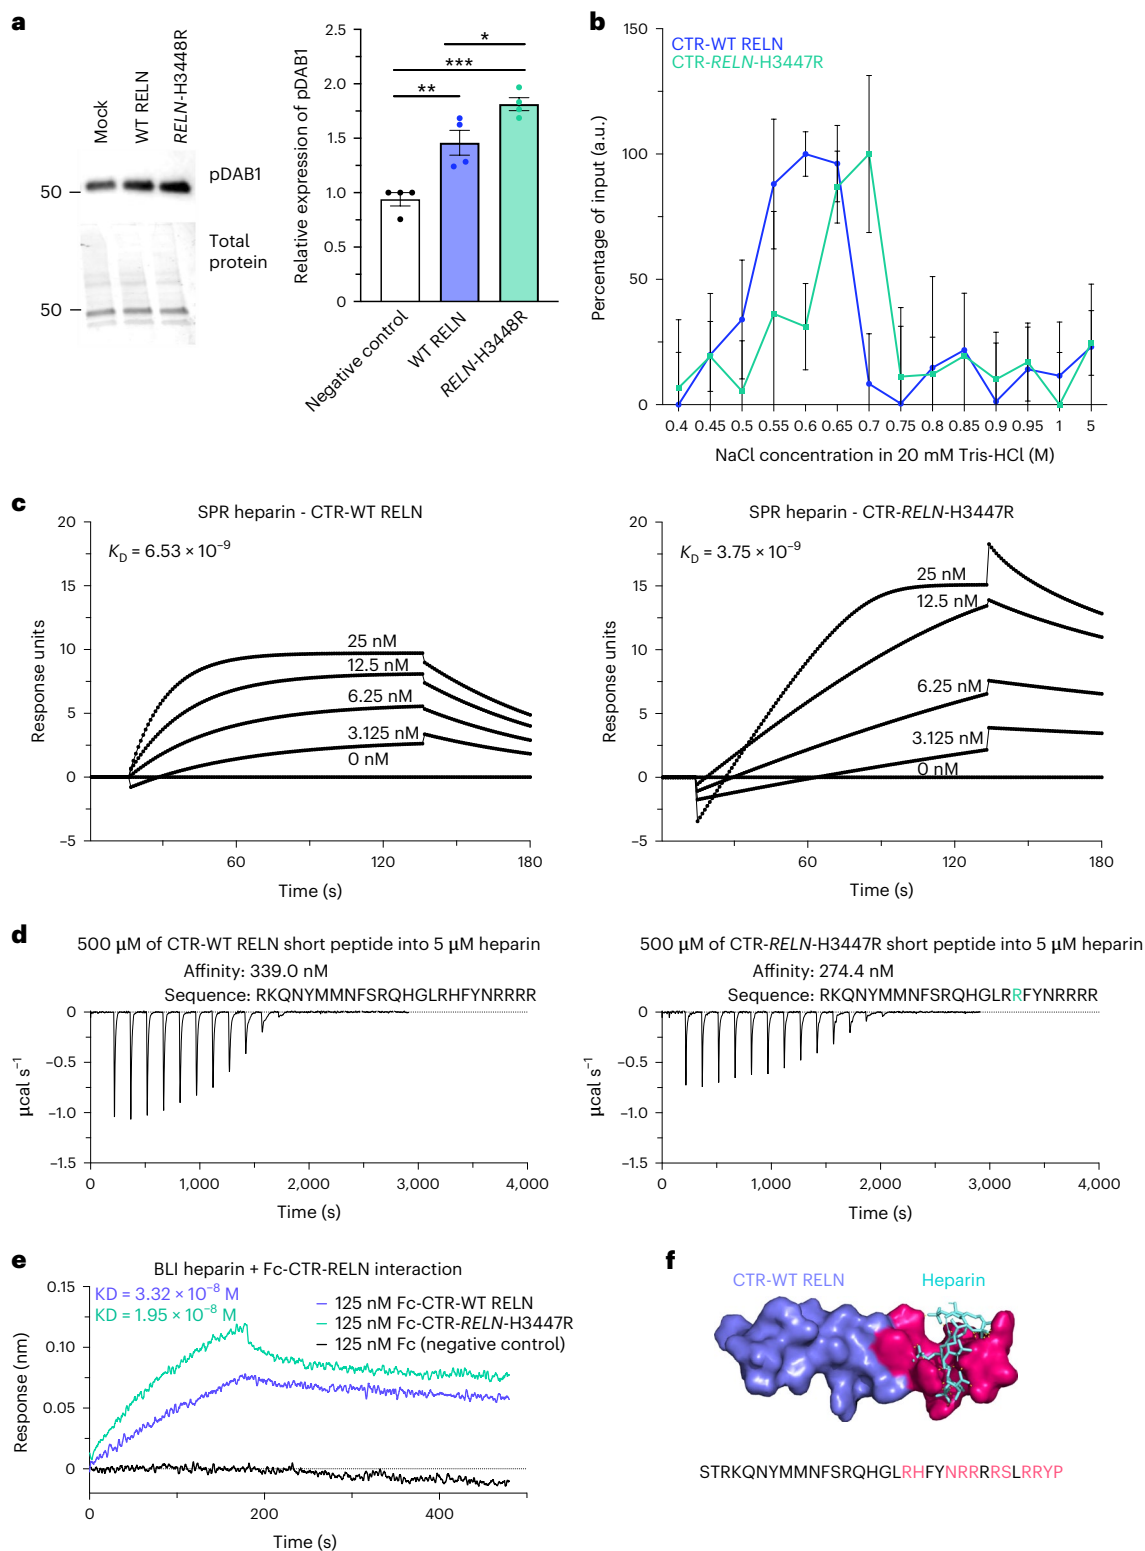 a
Mock
WT RELN
RELN-H3448R
50
pDAB1
Total
protein
50
Relative expression of pDAB1
2.5
2.0
1.5
1.0
0.5
0
*
***
**
Negative control
WT RELN
RELN-H3448R
b
CTR-WT RELN
CTR-RELN-H3447R
Percentage of input (a.u.)
150
100
50
0
0.4 0.45 0.5 0.55 0.6 0.65 0.7 0.75 0.8 0.85 0.9 0.95 1 5
NaCl concentration in 20 mM Tris-HCl (M)
c
SPR heparin - CTR-WT RELN
K_D = 6.53 × 10⁻⁹
Response units
20
15
10
5
0
−5
25 nM
12.5 nM
6.25 nM
3.125 nM
0 nM
60 120 180
Time (s)
SPR heparin - CTR-RELN-H3447R
K_D = 3.75 × 10⁻⁹
Response units
20
15
10
5
0
−5
25 nM
12.5 nM
6.25 nM
3.125 nM
0 nM
60 120 180
Time (s)
d
500 µM of CTR-WT RELN short peptide into 5 µM heparin
Affinity: 339.0 nM
Sequence: RKQNYMMNFSRQHGLRHFYNRRRR
µcal s⁻¹
0
−0.5
−1.0
−1.5
0 1,000 2,000 3,000 4,000
Time (s)
500 µM of CTR-RELN-H3447R short peptide into 5 µM heparin
Affinity: 274.4 nM
Sequence: RKQNYMMNFSRQHGLRRFYNRRRR
µcal s⁻¹
0
−0.5
−1.0
−1.5
0 1,000 2,000 3,000 4,000
Time (s)
e
BLI heparin + Fc-CTR-RELN interaction
KD = 3.32 × 10⁻⁸ M
KD = 1.95 × 10⁻⁸ M
125 nM Fc-CTR-WT RELN
125 nM Fc-CTR-RELN-H3447R
125 nM Fc (negative control)
Response (nm)
0.15
0.10
0.05
0
0 200 400
Time (s)
f
CTR-WT RELN
Heparin
STRKQNYMMNFSRQHGLRHFYNRRRRSLRRYP